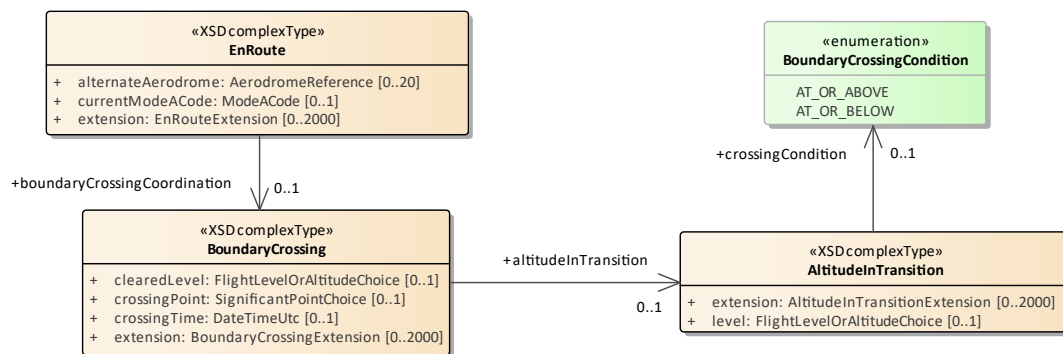 «XSDcomplexType»
EnRoute
+ alternateAerodrome: AerodromeReference [0..20]
+ currentModeACode: ModeACode [0..1]
+ extension: EnRouteExtension [0..2000]
«enumeration»
BoundaryCrossingCondition
AT_OR_ABOVE
AT_OR_BELOW
+crossingCondition
0..1
+boundaryCrossingCoordination
0..1
«XSDcomplexType»
BoundaryCrossing
+ clearedLevel: FlightLevelOrAltitudeChoice [0..1]
+ crossingPoint: SignificantPointChoice [0..1]
+ crossingTime: DateTimeUtc [0..1]
+ extension: BoundaryCrossingExtension [0..2000]
+altitudeInTransition
0..1
«XSDcomplexType»
AltitudeInTransition
+ extension: AltitudeInTransitionExtension [0..2000]
+ level: FlightLevelOrAltitudeChoice [0..1]